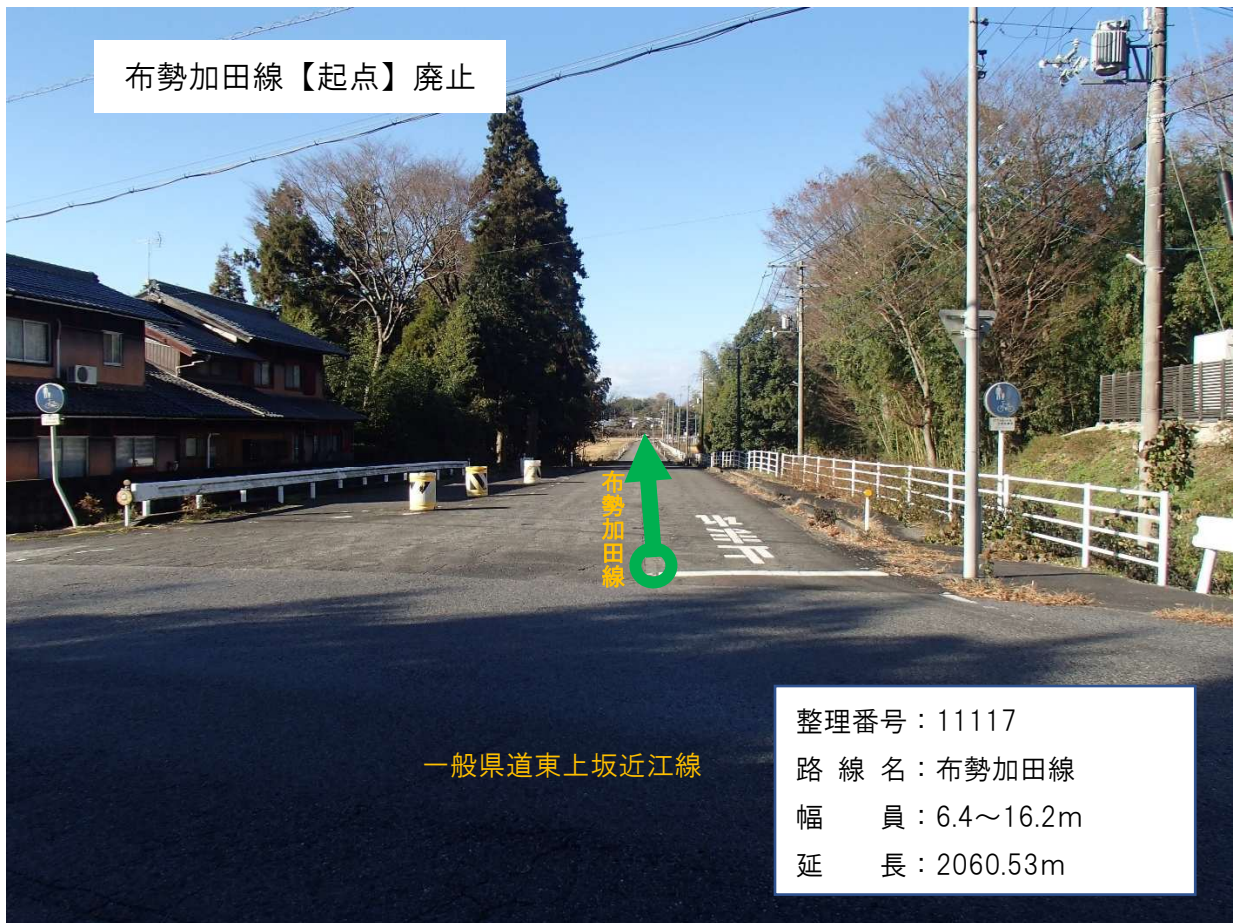 布勢加田線【起点】廃止
布勢加田線
止まれ
一般県道東上坂近江線
整理番号：11117
路線名：布勢加田線
幅員：6.4～16.2m
延長：2060.53m